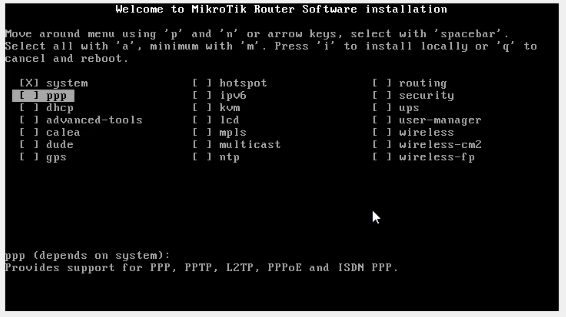 Welcome to MikroTik Router Software installation
Move around menu using 'p' and 'n' or arrow keys, select with 'spacebar'.
Select all with 'a', minimum with 'm'. Press 'i' to install locally or 'q' to
cancel and reboot.
[X] system [ ] hotspot [ ] routing
[ ] ppp [ ] ipv6 [ ] security
[ ] dhcp [ ] kvm [ ] ups
[ ] advanced-tools [ ] lcd [ ] user-manager
[ ] calea [ ] mpls [ ] wireless
[ ] dude [ ] multicast [ ] wireless-cm2
[ ] gps [ ] ntp [ ] wireless-fp
ppp (depends on system):
Provides support for PPP, PPTP, L2TP, PPPoE and ISDN PPP.